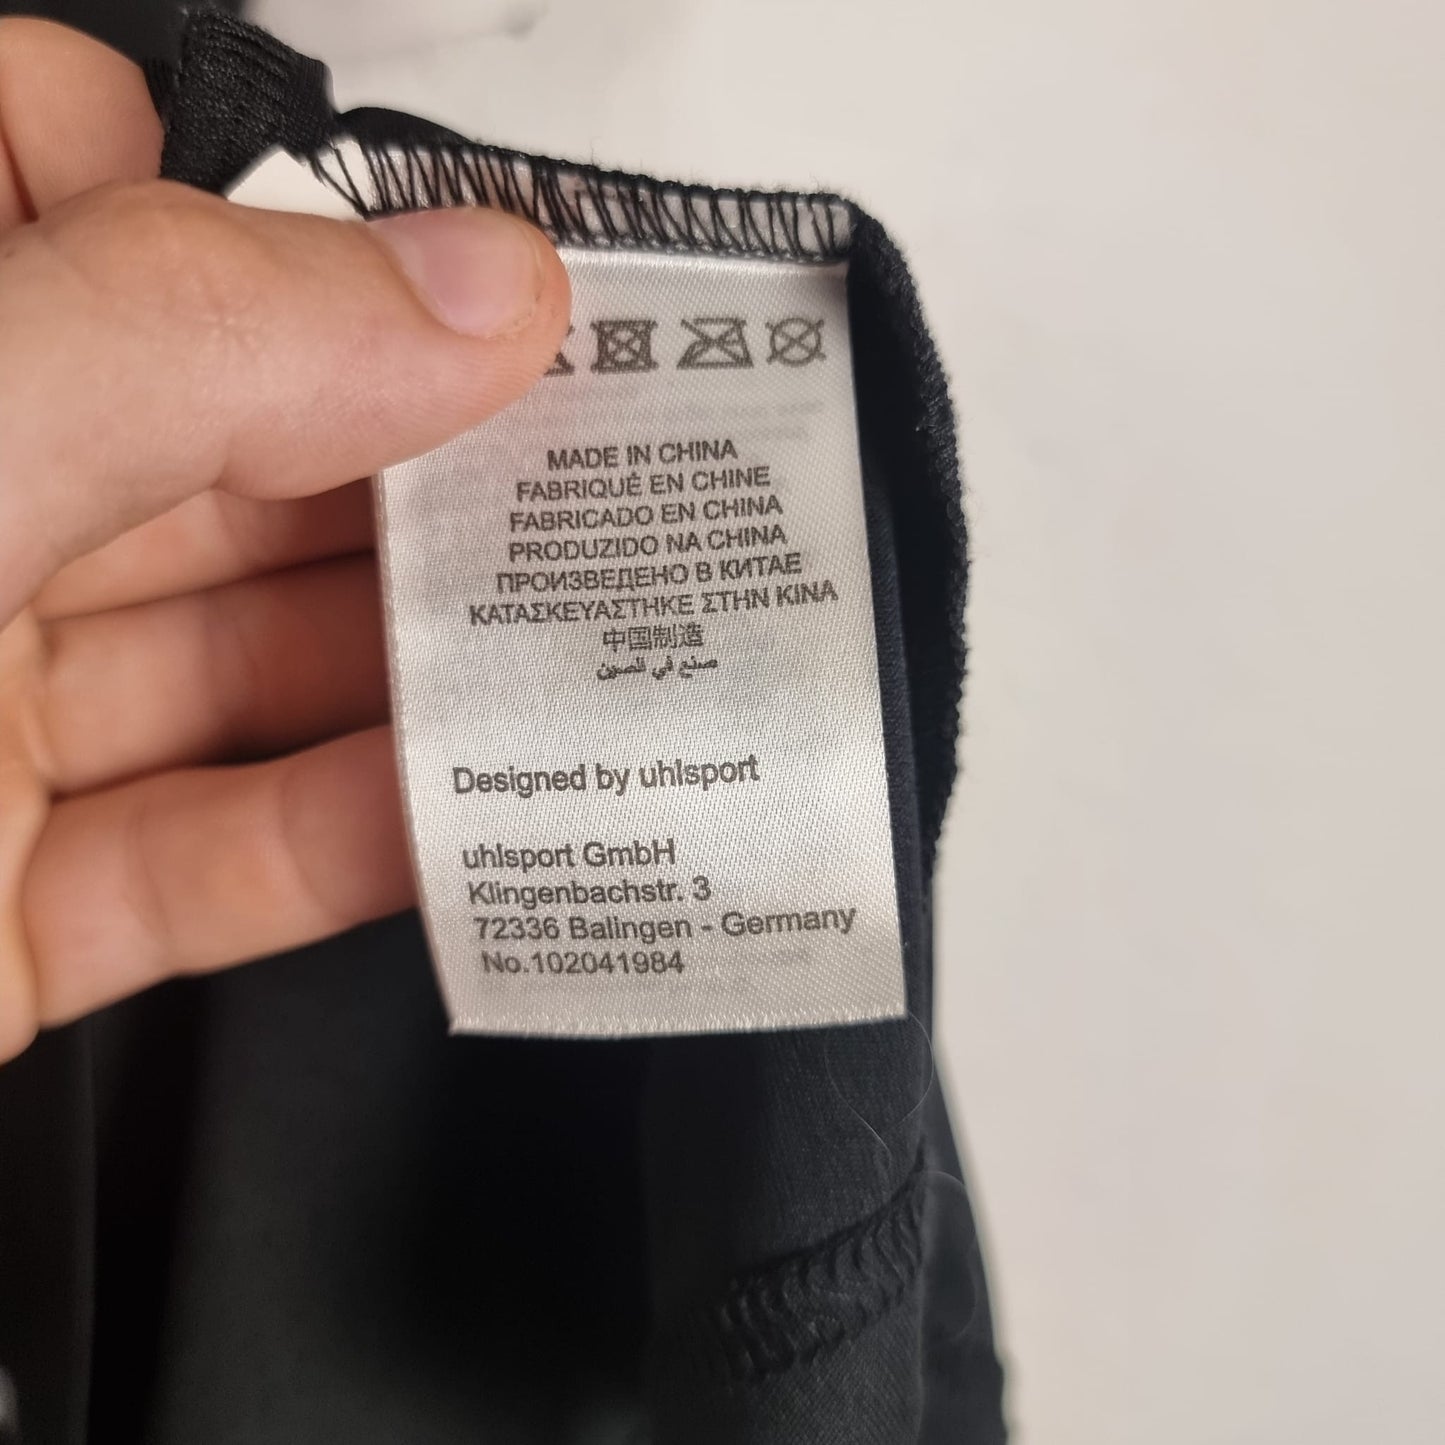 MADE IN CHINA
FABRIQUÉ EN CHINE
FABRICADO EN CHINA
PRODUZIDO NA CHINA
ПРОИЗВЕДЕНО В КИТАЕ
ΚΑΤΑΣΚΕΥΑΣΤΗΚΕ ΣΤΗΝ ΚΙΝΑ
中国制造
صنع في الصين
Designed by uhlsport
uhlsport GmbH
Klingenbachstr. 3
72336 Balingen - Germany
No.102041984